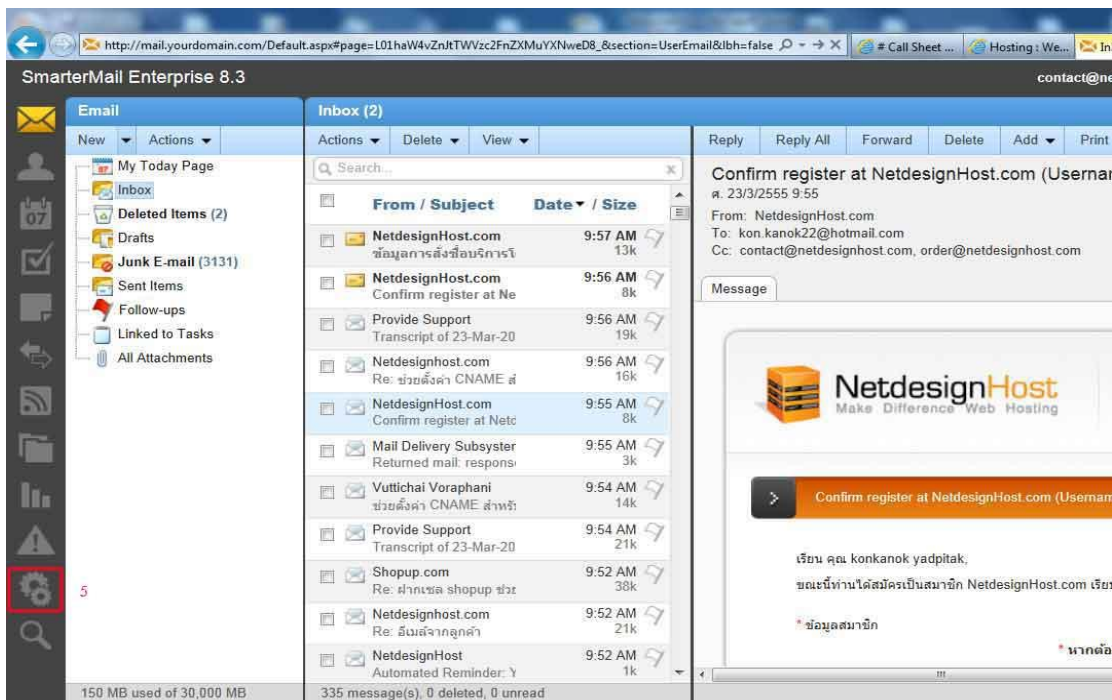 http://mail.yourdomain.com/Default.aspx#page=L01haW4vZnJtTWVzc2FnZXMuYXNweD8_&section=UserEmail&lbh=false
# Call Sheet ...
Hosting : We...
In
SmarterMail Enterprise 8.3
contact@ne
Email
New
Actions
My Today Page
Inbox
Deleted Items (2)
Drafts
Junk E-mail (3131)
Sent Items
Follow-ups
Linked to Tasks
All Attachments
07
5
150 MB used of 30,000 MB
Inbox (2)
Actions
Delete
View
Search...
From / Subject
Date / Size
NetdesignHost.com 9:57 AM
ข้อมูลการสั่งซื้อบริการโ 13k
NetdesignHost.com 9:56 AM
Confirm register at Ne 8k
Provide Support 9:56 AM
Transcript of 23-Mar-20 19k
Netdesignhost.com 9:56 AM
Re: ช่วยตั้งค่า CNAME ส่ 16k
NetdesignHost.com 9:55 AM
Confirm register at Netd 8k
Mail Delivery Subsyster 9:55 AM
Returned mail: respons 3k
Vuttichai Voraphani 9:54 AM
ช่วยตั้งค่า CNAME สำหรั 14k
Provide Support 9:54 AM
Transcript of 23-Mar-20 21k
Shopup.com 9:52 AM
Re: ฝากเซล shopup ช่วย 38k
Netdesignhost.com 9:52 AM
Re: อีเมล์จากลูกค้า 21k
NetdesignHost 9:52 AM
Automated Reminder: Y 1k
335 message(s), 0 deleted, 0 unread
Reply
Reply All
Forward
Delete
Add
Print
Confirm register at NetdesignHost.com (Usernar
ศ. 23/3/2555 9:55
From: NetdesignHost.com
To: kon.kanok22@hotmail.com
Cc: contact@netdesignhost.com, order@netdesignhost.com
Message
NetdesignHost
Make Difference Web Hosting
Confirm register at NetdesignHost.com (Usernam
เรียน คุณ konkanok yadpitak,
ขณะนี้ท่านได้สมัครเป็นสมาชิก NetdesignHost.com เรีย
* ข้อมูลสมาชิก
* หากต้อ